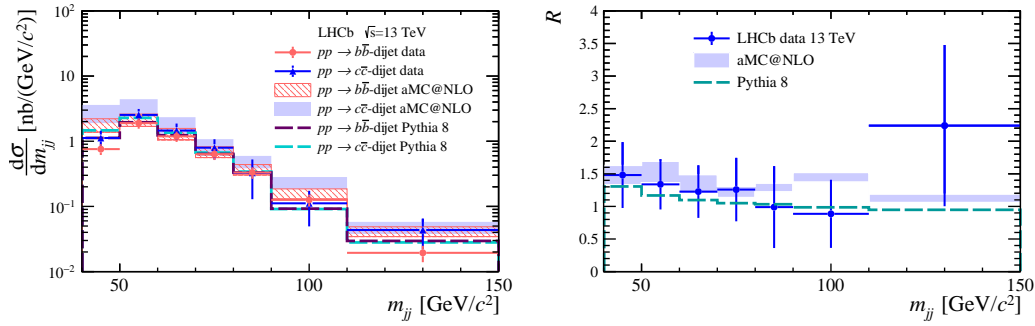 dσ/dm_jj [nb/(GeV/c²)]
10²
10
1
10⁻¹
10⁻²
LHCb √s=13 TeV
pp → bb̅-dijet data
pp → cc̅-dijet data
pp → bb̅-dijet aMC@NLO
pp → cc̅-dijet aMC@NLO
pp → bb̅-dijet Pythia 8
pp → cc̅-dijet Pythia 8
50 100 150
m_jj [GeV/c²]
R
4
3.5
3
2.5
2
1.5
1
0.5
0
LHCb data 13 TeV
aMC@NLO
Pythia 8
50 100 150
m_jj [GeV/c²]